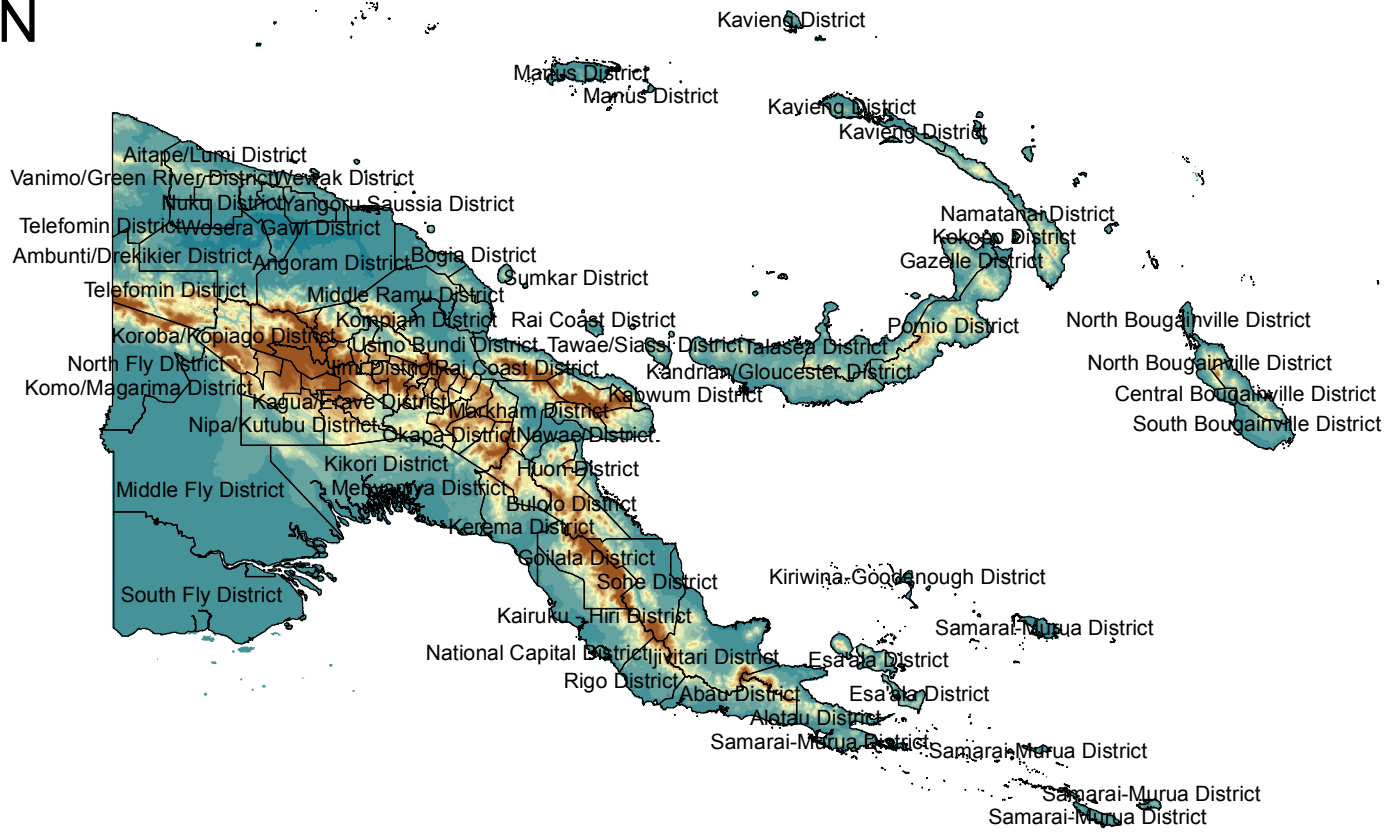 N
Kavieng District
Manus District
Manus District
Kavieng District
Kavieng District
Aitape/Lumi District
Vanimo/Green River District
Wewak District
Nuku District
Yangoru Saussia District
Namatanai District
Telefomin District
Wosera Gawi District
Kokopo District
Ambunti/Drekikier District
Angoram District
Bogia District
Gazelle District
Sumkar District
Telefomin District
Middle Ramu District
Kompiam District
Rai Coast District
Pomio District
North Bougainville District
Koroba/Kopiago District
Usino Bundi District
Tawae/Siassi District
Talasea District
North Fly District
Jimi District
Rai Coast District
Kandrian/Gloucester District
North Bougainville District
Komo/Magarima District
Kabwum District
Central Bougainville District
Kagua/Erave District
Markham District
Nipa/Kutubu District
Okapa District
Nawae District
South Bougainville District
Kikori District
Huon District
Middle Fly District
Menyamya District
Bulolo District
Kerema District
Goilala District
Sohe District
Kiriwina-Goodenough District
South Fly District
Kairuku - Hiri District
Samarai-Murua District
National Capital District
Ijivitari District
Esa'ala District
Rigo District
Abau District
Esa'ala District
Alotau District
Samarai-Murua District
Samarai-Murua District
Samarai-Murua District
Samarai-Murua District